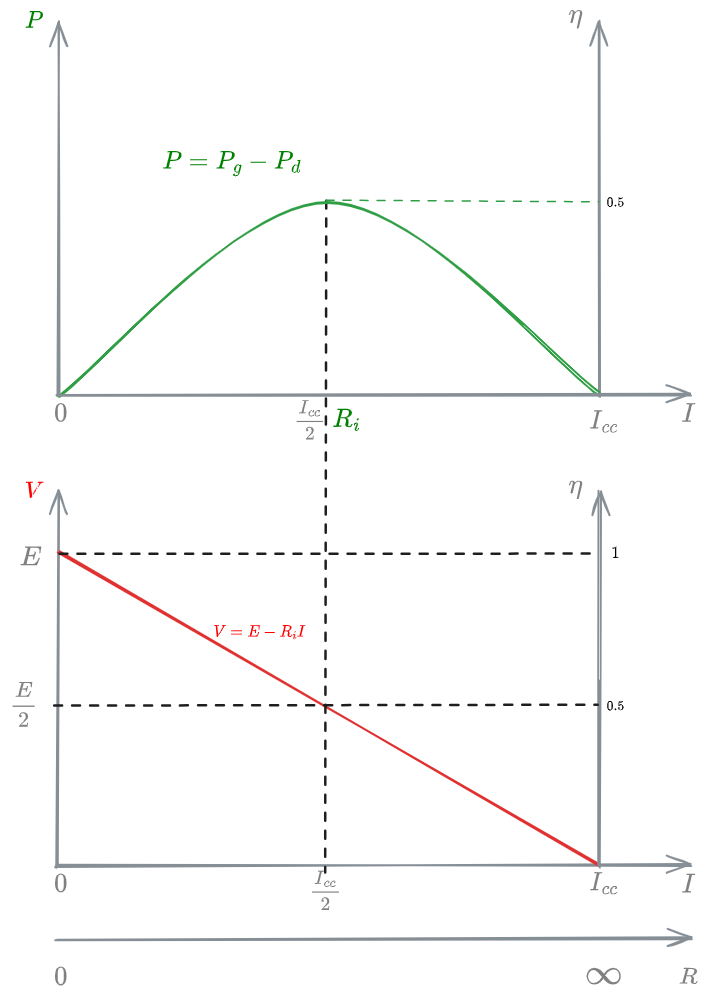 P η
P = P_g − P_d
0.5
0 I_cc/2 R_i I_cc I
V η
E 1
V = E − R_i I
E/2 0.5
0 I_cc/2 I_cc I
0 ∞ R